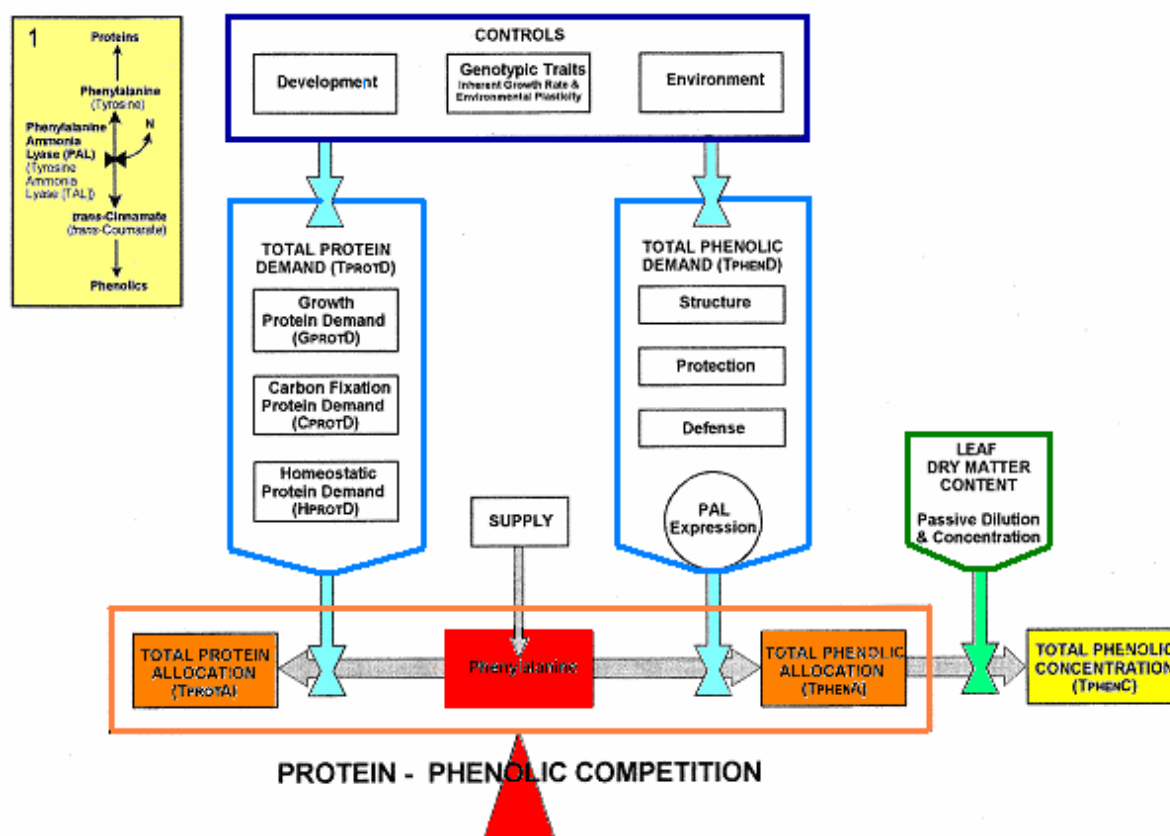 1
Proteins
Phenylalanine
(Tyrosine)
N
Phenylalanine
Ammonia
Lyase (PAL)
(Tyrosine
Ammonia
Lyase [TAL])
trans-Cinnamate
(trans-Coumarate)
Phenolics
CONTROLS
Development
Genotypic Traits
Inherent Growth Rate &
Environmental Plasticity
Environment
TOTAL PROTEIN
DEMAND (TPROTD)
Growth
Protein Demand
(GPROTD)
Carbon Fixation
Protein Demand
(CPROTD)
Homeostatic
Protein Demand
(HPROTD)
SUPPLY
TOTAL PHENOLIC
DEMAND (TPHEND)
Structure
Protection
Defense
PAL
Expression
LEAF
DRY MATTER
CONTENT
Passive Dilution
& Concentration
TOTAL PROTEIN
ALLOCATION
(TPROTA)
Phenylalanine
TOTAL PHENOLIC
ALLOCATION
(TPHENA)
TOTAL PHENOLIC
CONCENTRATION
(TPHENC)
PROTEIN - PHENOLIC COMPETITION